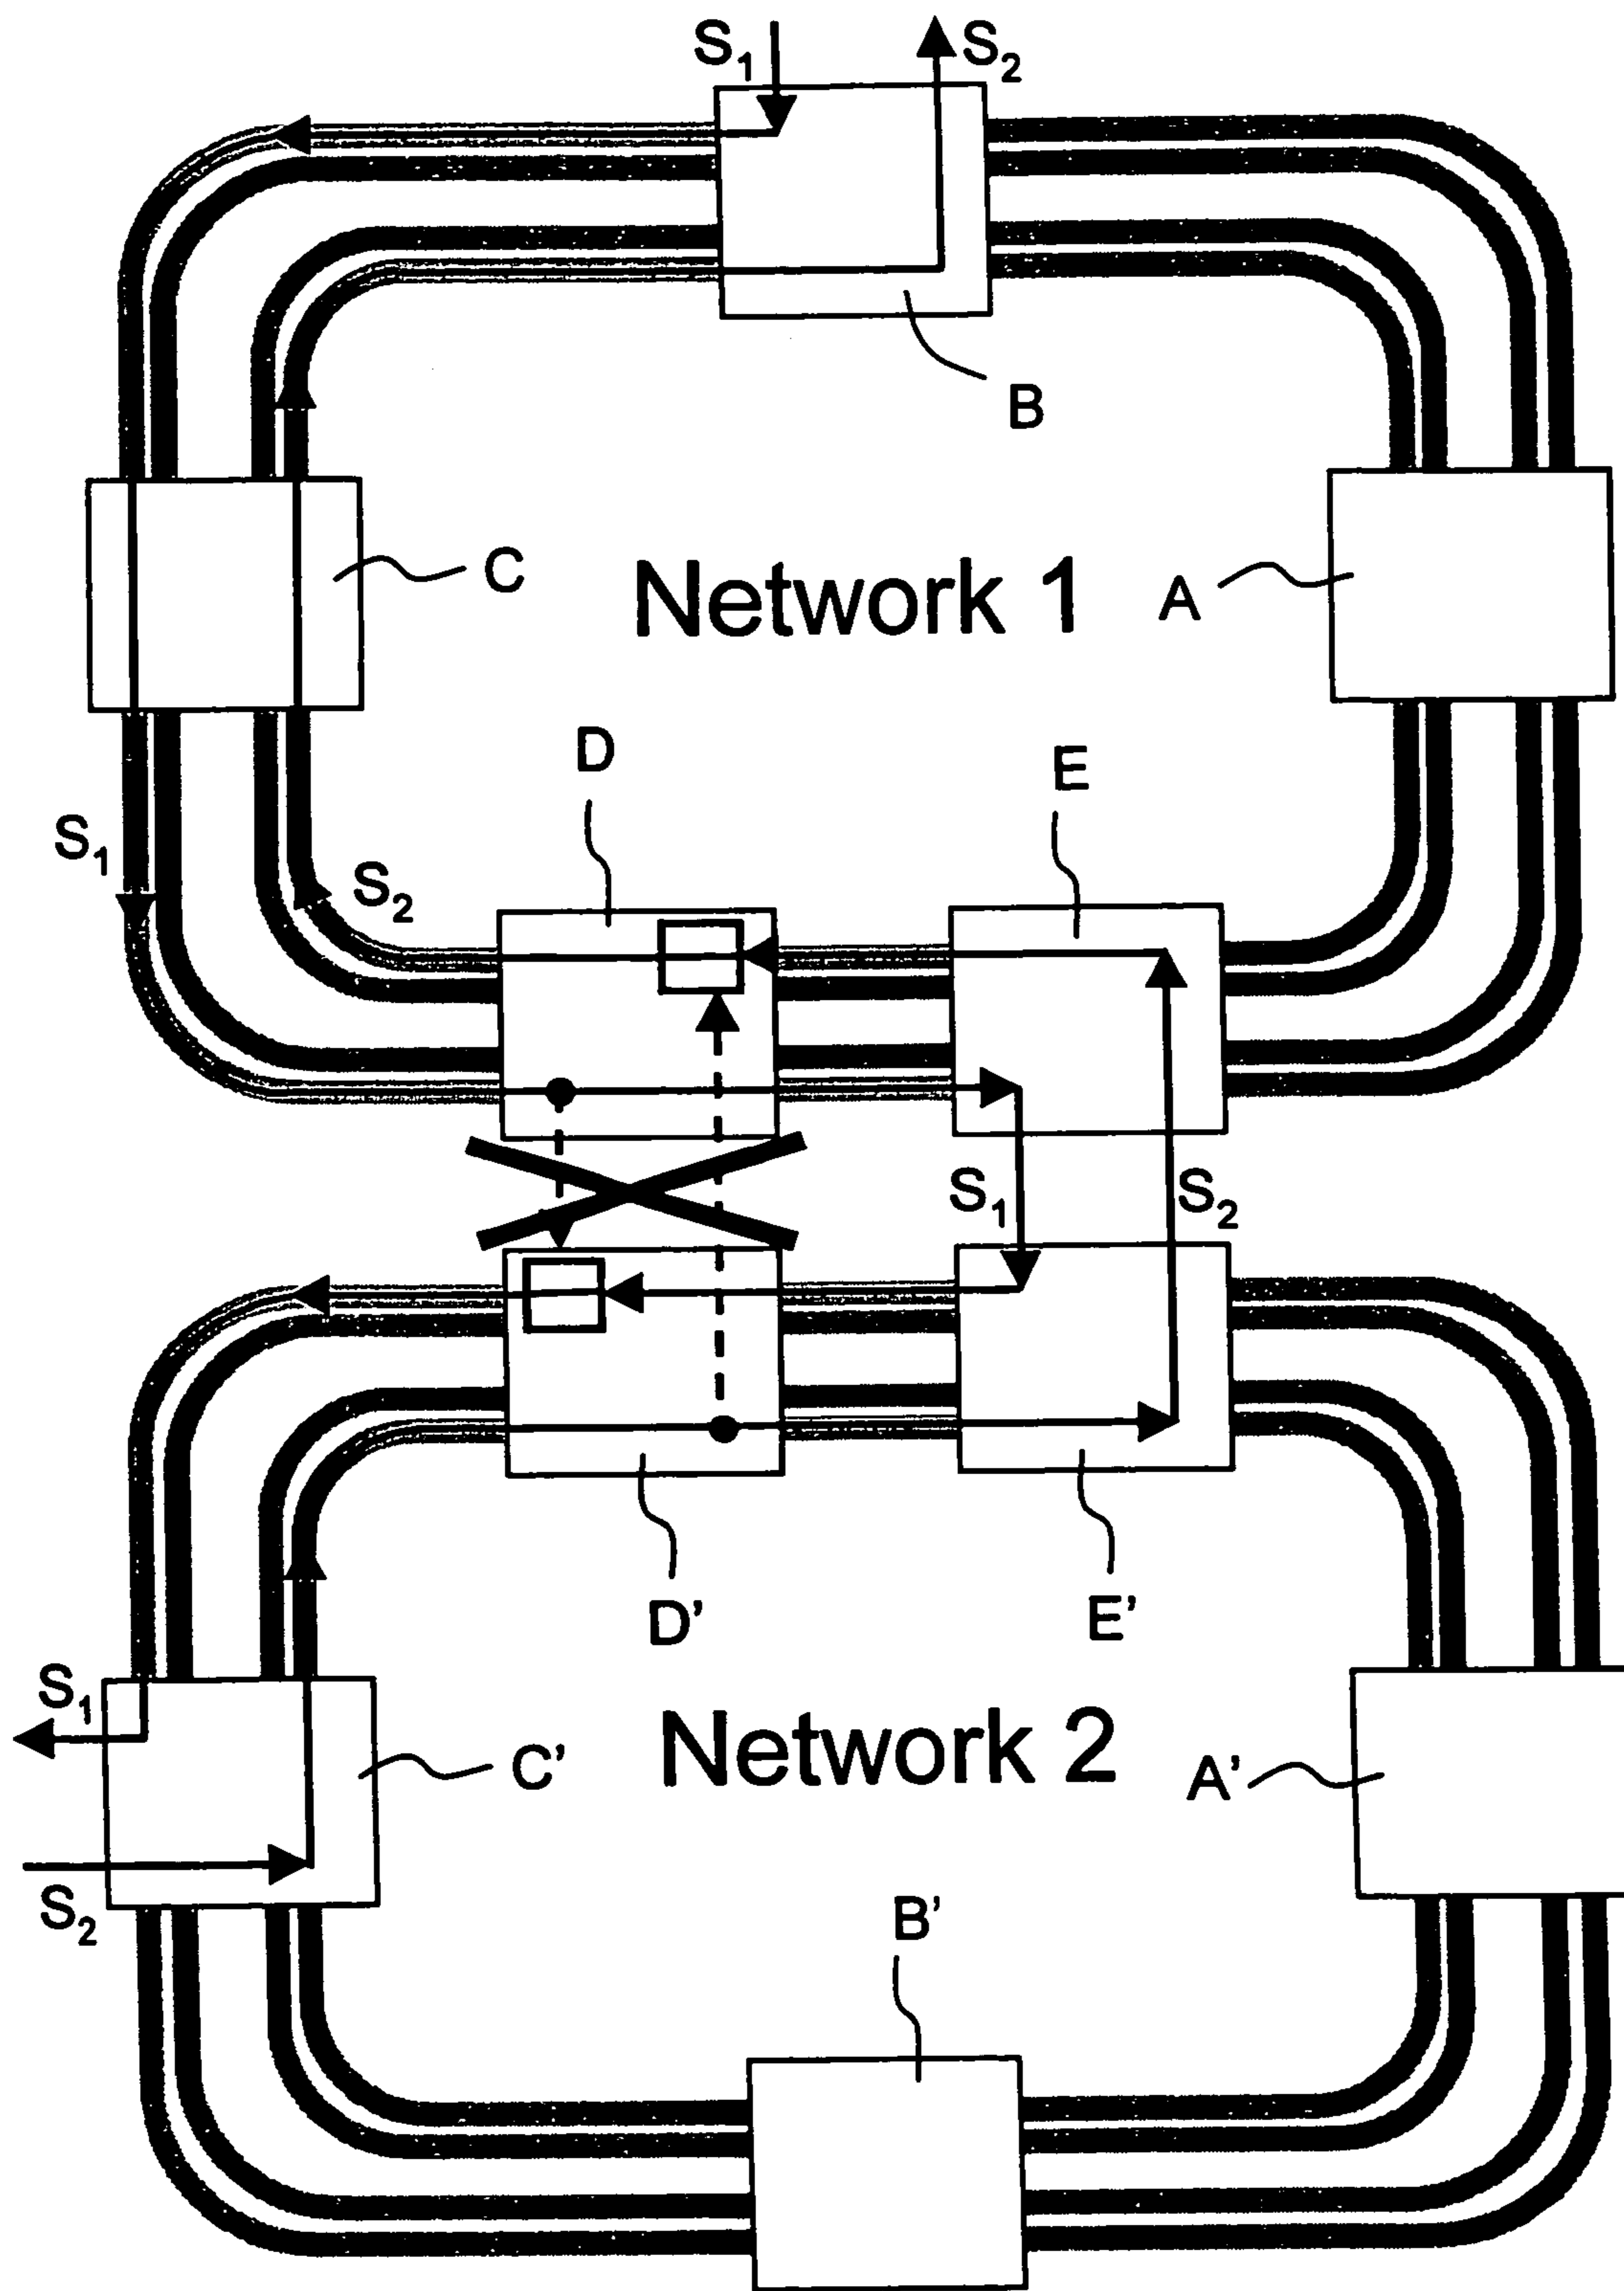 S₁
S₂
B
C
Network 1
A
D
E
S₁
S₂
S₁
S₂
D'
E'
S₁
Network 2
C'
A'
S₂
B'